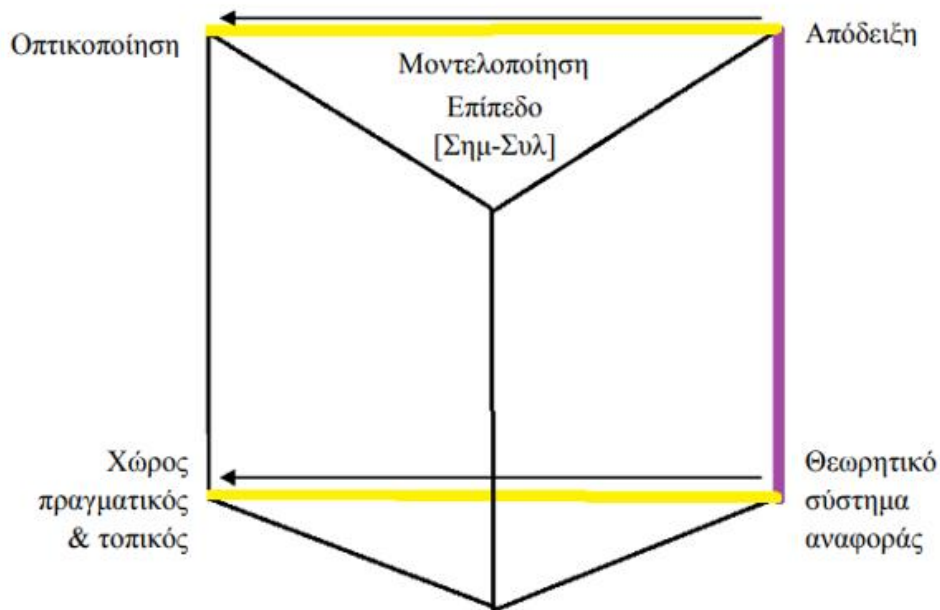 Οπτικοποίηση
Απόδειξη
Μοντελοποίηση
Επίπεδο
[Σημ-Συλ]
Χώρος
πραγματικός
& τοπικός
Θεωρητικό
σύστημα
αναφοράς